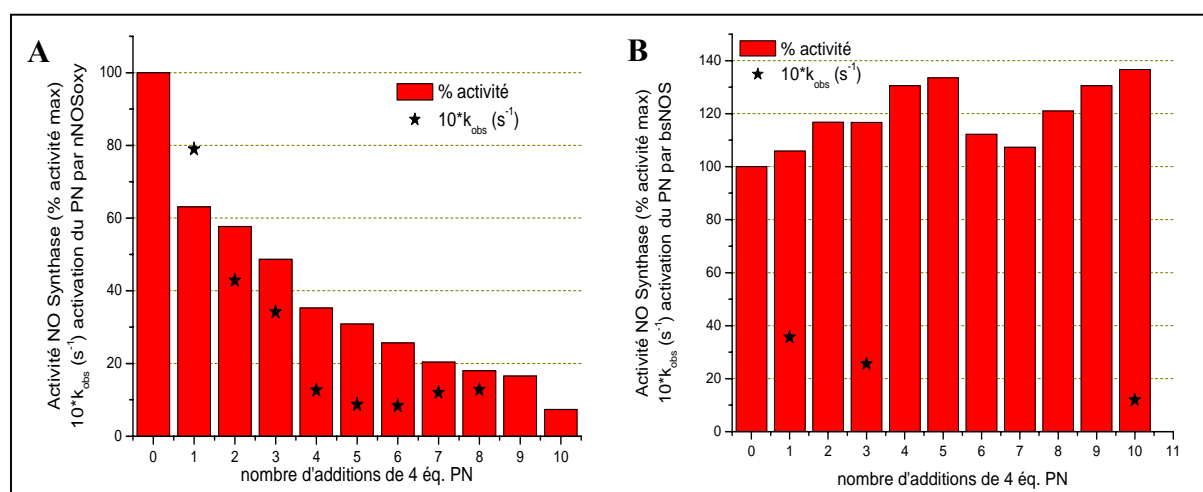 A
Activité NO Synthase (% activité max)
10*kobs (s-1) activation du PN par nNOSoxy
100
80
60
40
20
0
% activité
10*kobs (s-1)
0 1 2 3 4 5 6 7 8 9 10
nombre d'additions de 4 éq. PN
B
Activité NO Synthase (% activité max)
10*kobs (s-1) activation du PN par bsNOS
140
120
100
80
60
40
20
0
% activité
10*kobs (s-1)
0 1 2 3 4 5 6 7 8 9 10 11
nombre d'additions de 4 éq. PN